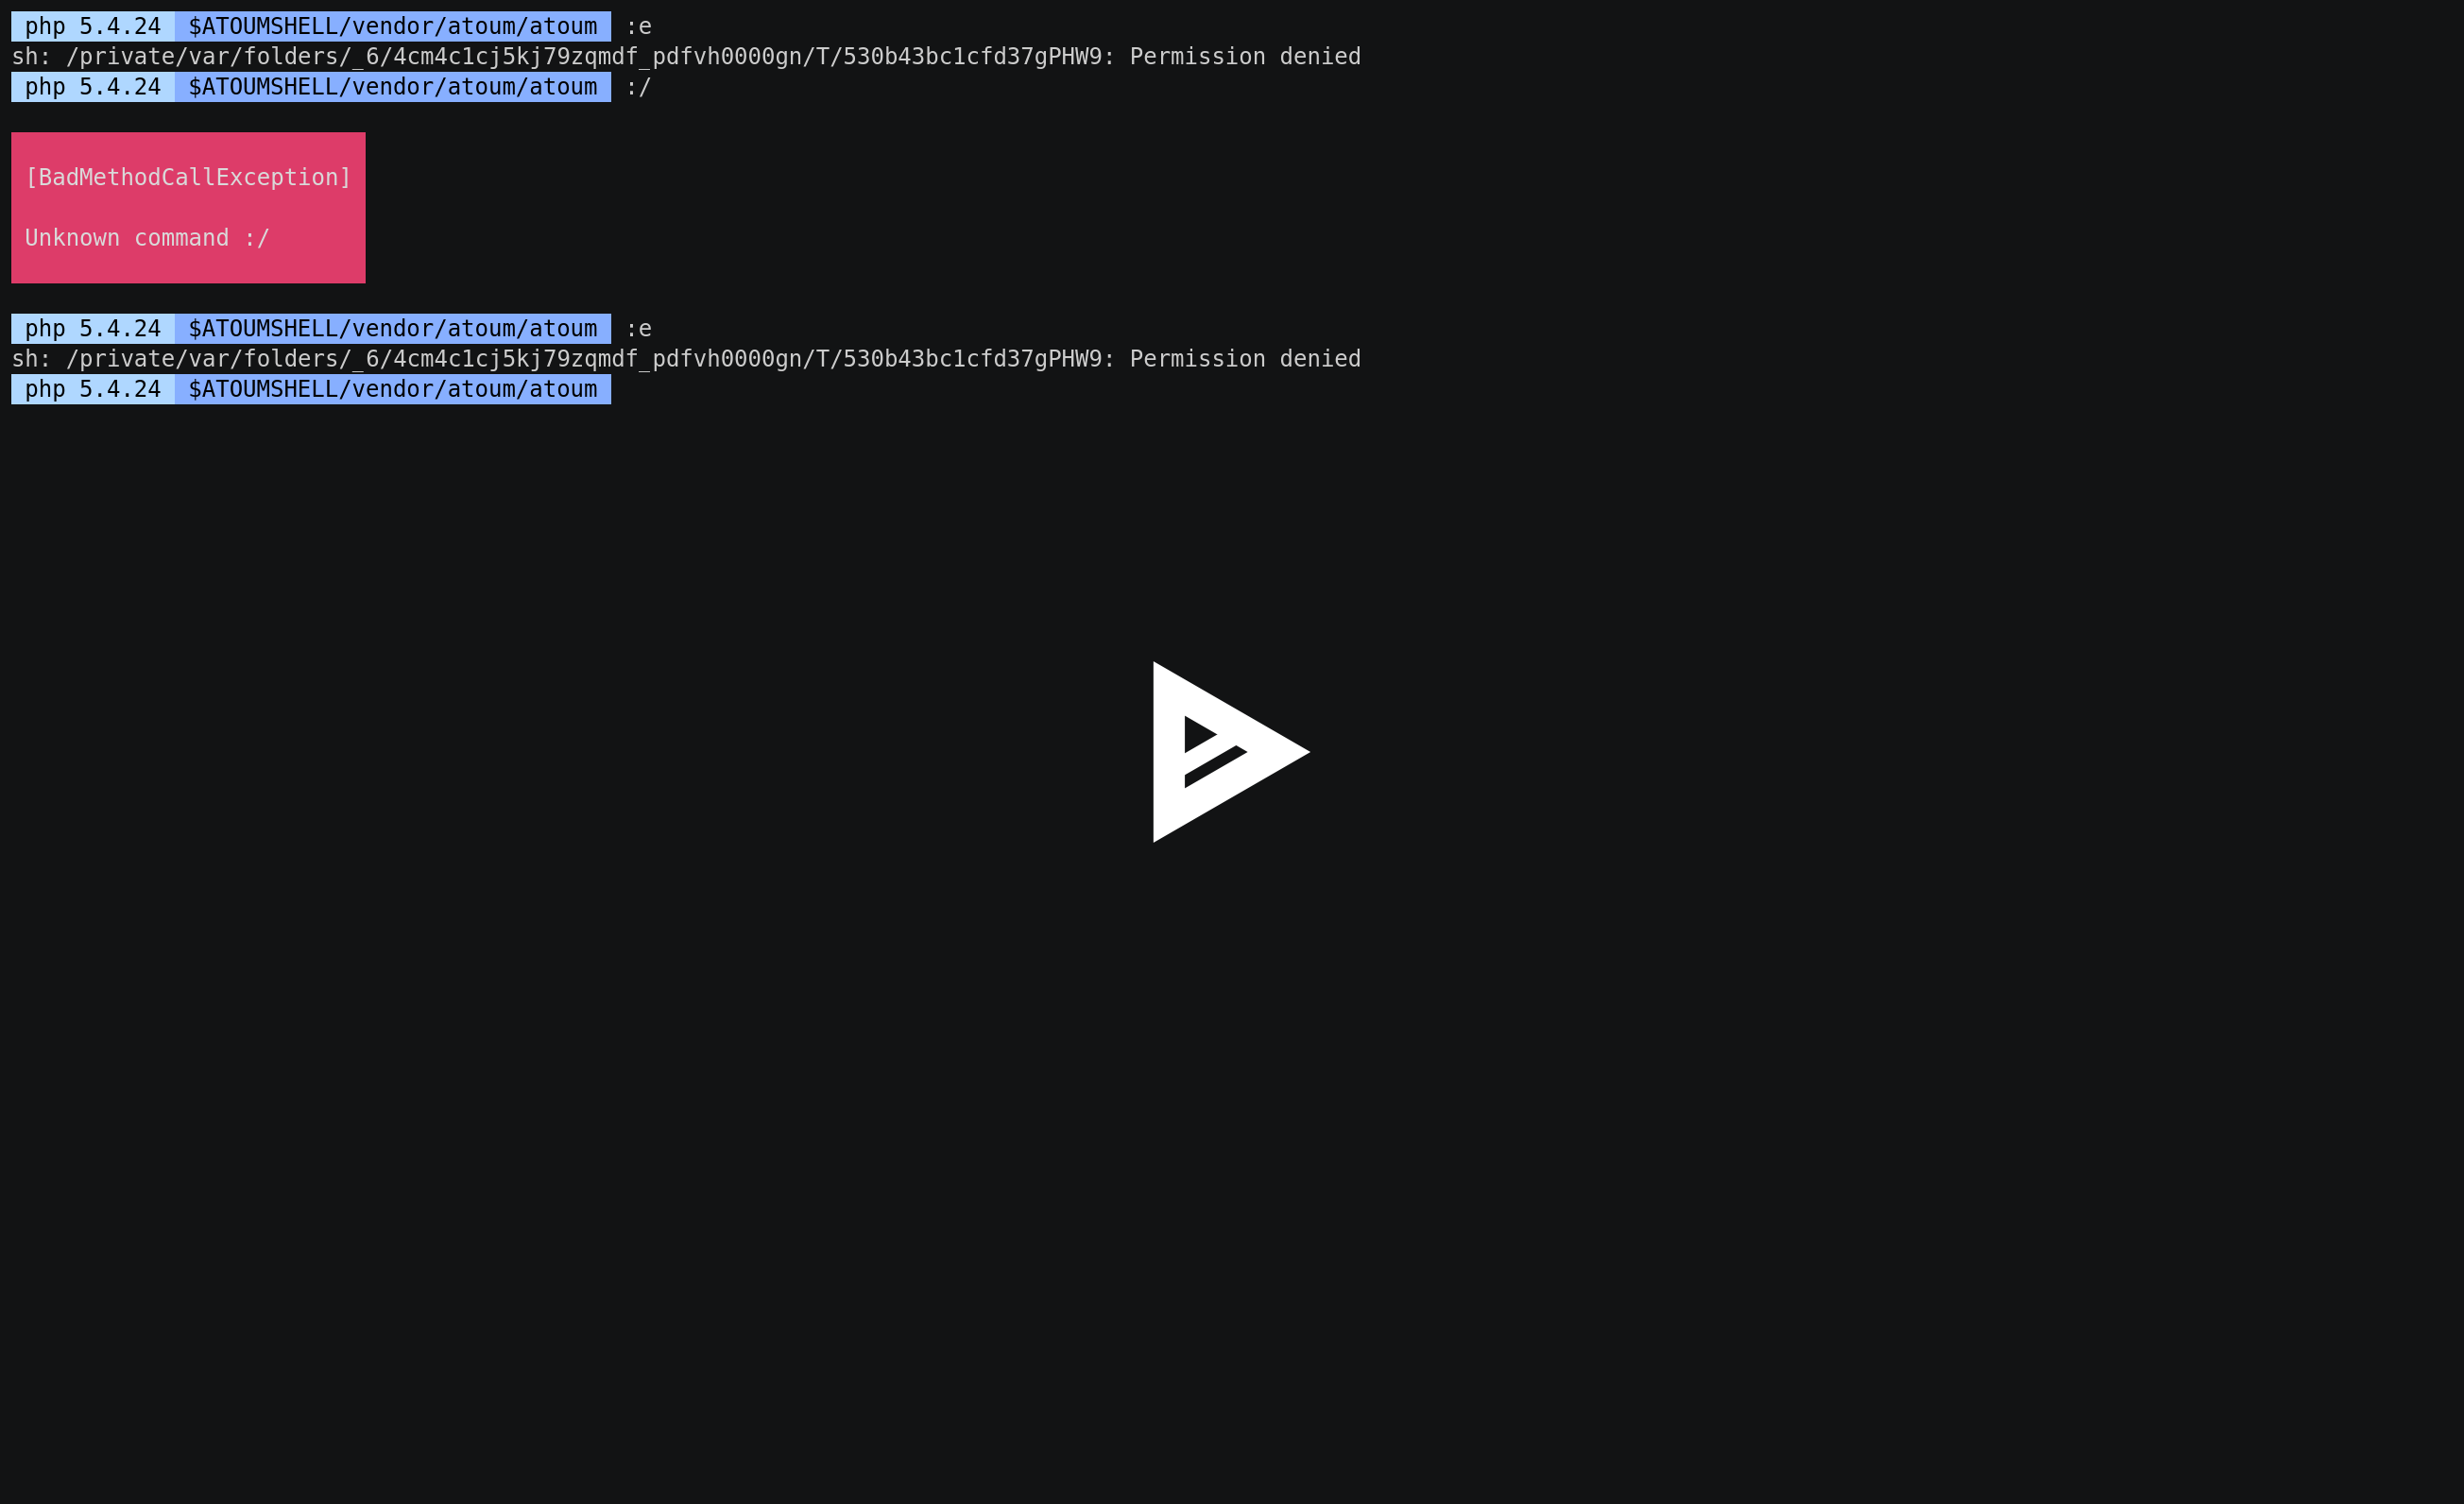 php 5.4.24 $ATOUMSHELL/vendor/atoum/atoum :e
sh: /private/var/folders/_6/4cm4c1cj5kj79zqmdf_pdfvh0000gn/T/530b43bc1cfd37gPHW9: Permission denied
php 5.4.24 $ATOUMSHELL/vendor/atoum/atoum :/
[BadMethodCallException]
Unknown command :/
php 5.4.24 $ATOUMSHELL/vendor/atoum/atoum :e
sh: /private/var/folders/_6/4cm4c1cj5kj79zqmdf_pdfvh0000gn/T/530b43bc1cfd37gPHW9: Permission denied
php 5.4.24 $ATOUMSHELL/vendor/atoum/atoum